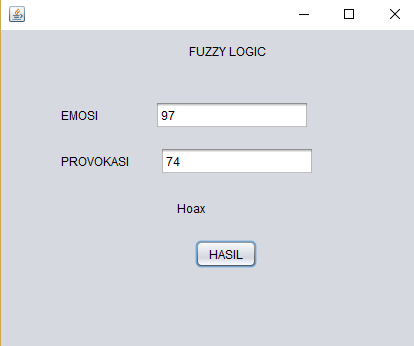 FUZZY LOGIC
EMOSI 97
PROVOKASI 74
Hoax
HASIL